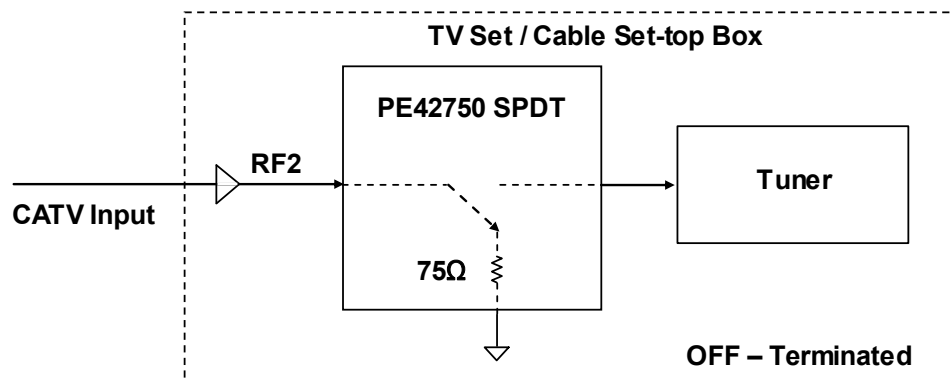 TV Set / Cable Set-top Box
PE42750 SPDT
RF2
Tuner
CATV Input
75Ω
OFF – Terminated